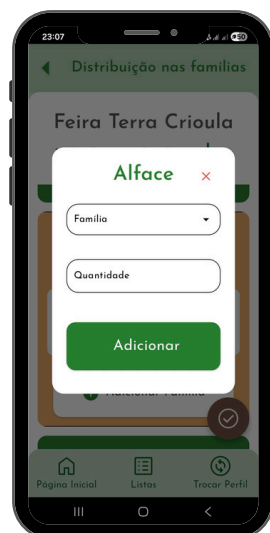 23:07
50
Distribuição nas famílias
Feira Terra Crioula
Alface
×
Família
Quantidade
Adicionar
Adicionar Família
Página Inicial
Listas
Trocar Perfil